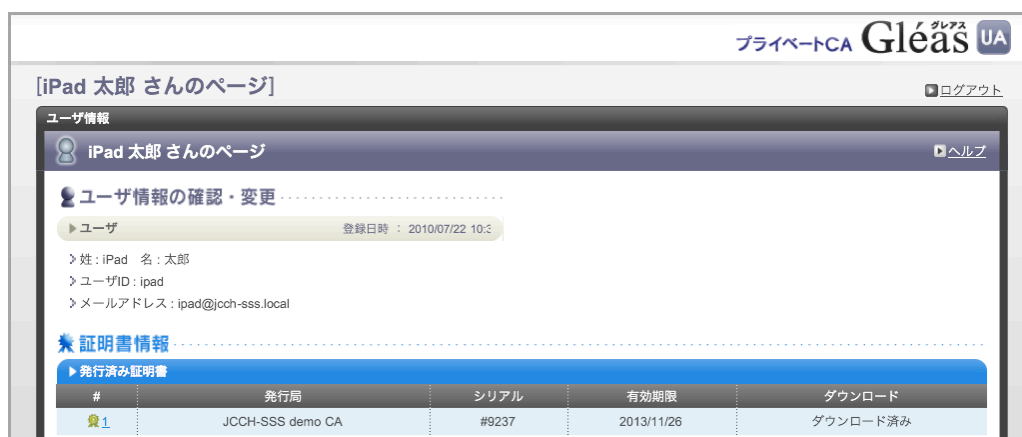 グレアス
プライベートCA Gléas UA
[iPad 太郎 さんのページ]
ログアウト
ユーザ情報
iPad 太郎 さんのページ
ヘルプ
ユーザ情報の確認・変更
ユーザ 登録日時 : 2010/07/22 10:3
姓 : iPad 名 : 太郎
ユーザID : ipad
メールアドレス : ipad@jcch-sss.local
証明書情報
発行済み証明書
# 発行局 シリアル 有効期限 ダウンロード
1 JCCH-SSS demo CA #9237 2013/11/26 ダウンロード済み